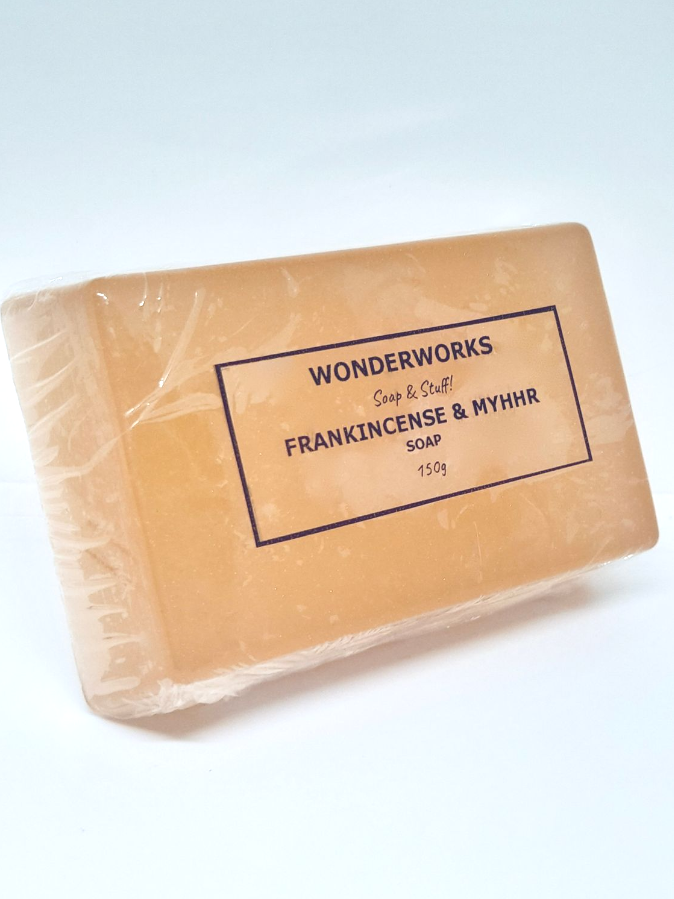 WONDERWORKS
Soap & Stuff!
FRANKINCENSE & MYHHR
SOAP
150g